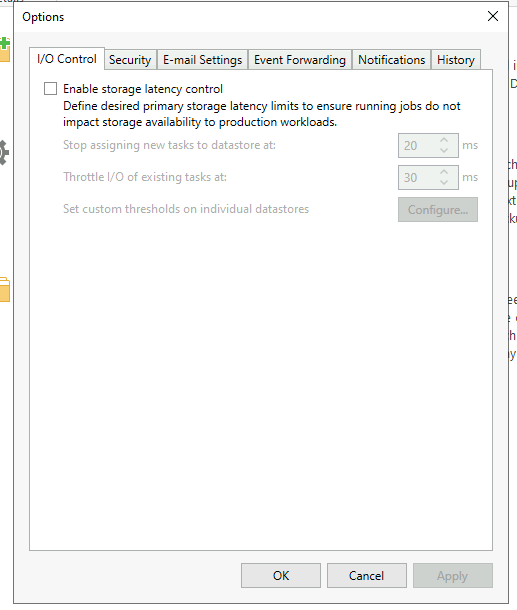 Options
I/O Control Security E-mail Settings Event Forwarding Notifications History
Enable storage latency control
Define desired primary storage latency limits to ensure running jobs do not
impact storage availability to production workloads.
Stop assigning new tasks to datastore at: 20 ms
Throttle I/O of existing tasks at: 30 ms
Set custom thresholds on individual datastores Configure...
OK Cancel Apply